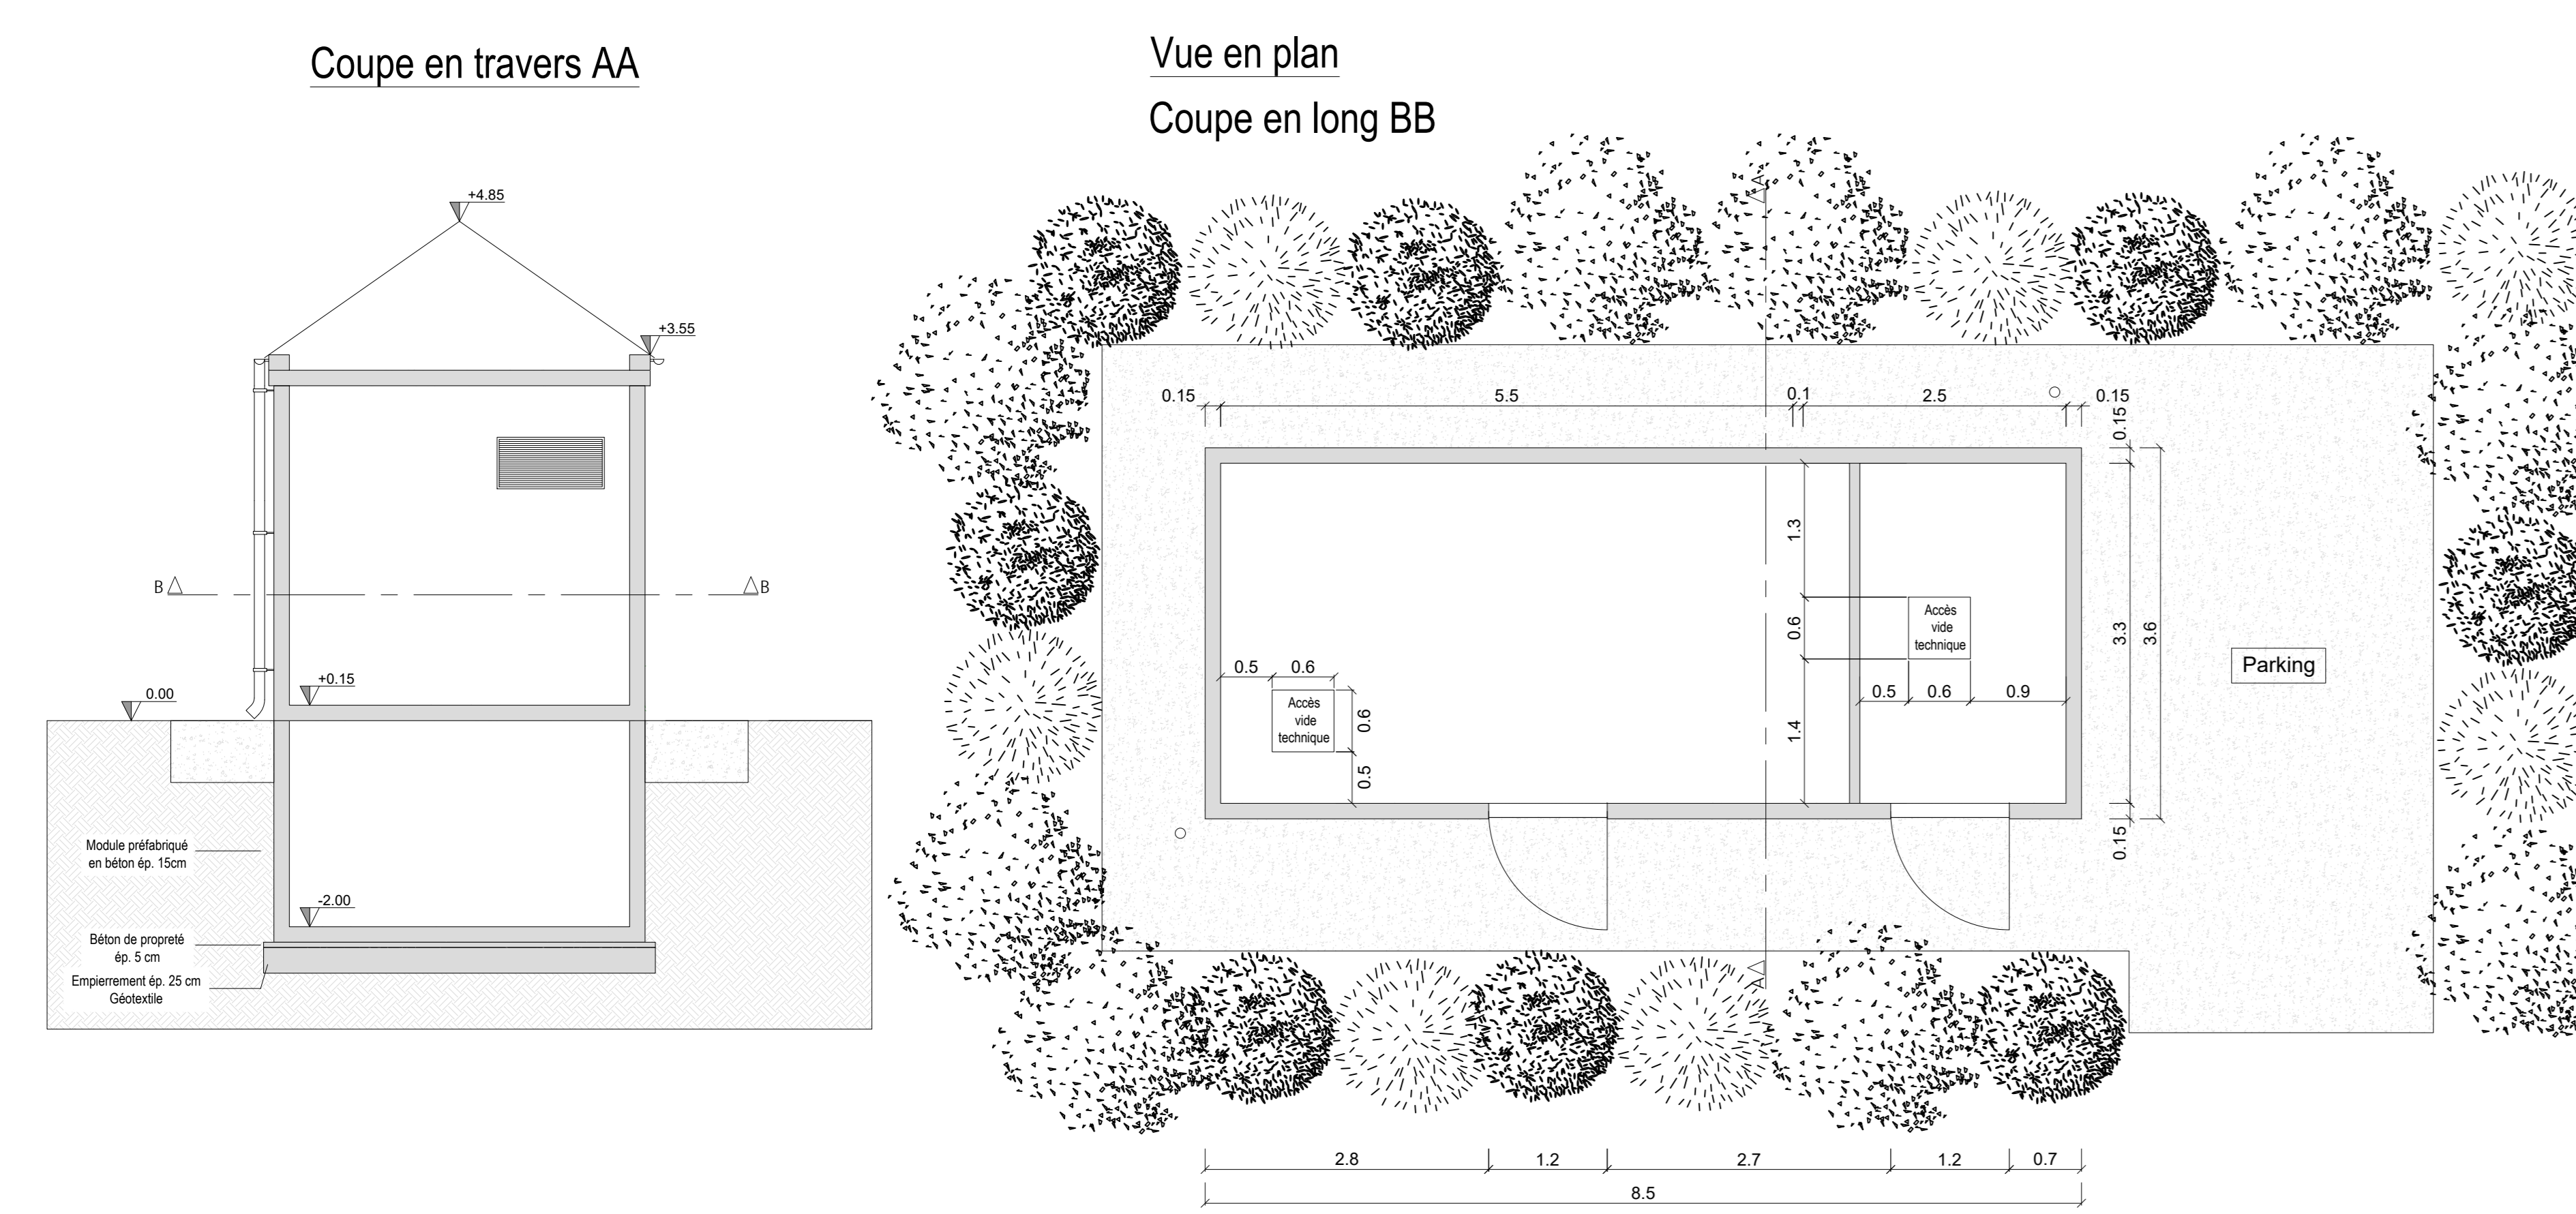 Coupe en travers AA
+4.85
+3.55
B
B
+0.15
0.00
Module préfabriqué
en béton ép. 15cm
-2.00
Béton de propreté
ép. 5 cm
Empierrement ép. 25 cm
Géotextile
Vue en plan
Coupe en long BB
A
0.15
5.5
0.1
2.5
0.15
0.15
1.3
0.6
1.4
Accès
vide
technique
0.5
0.6
0.9
3.3
3.6
0.15
Parking
0.5
0.6
Accès
vide
technique
0.6
0.5
A
2.8
1.2
2.7
1.2
0.7
8.5